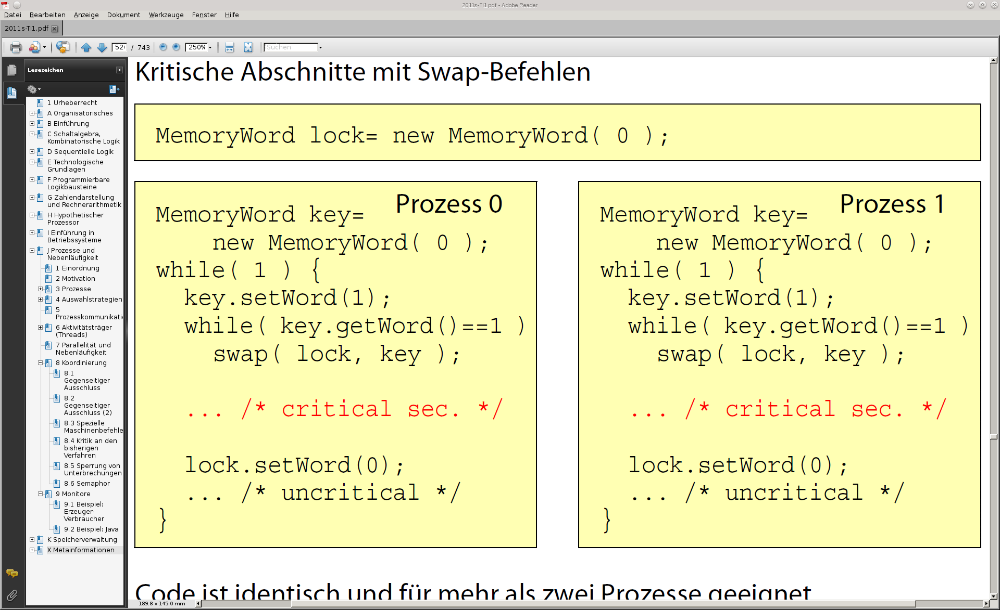 2011s-TI1.pdf - Adobe Reader
Datei Bearbeiten Anzeige Dokument Werkzeuge Fenster Hilfe
2011s-TI1.pdf
/ 743 250% Suchen
Lesezeichen
1 Urheberrecht
A Organisatorisches
B Einführung
C Schaltalgebra,
Kombinatorische Logik
D Sequentielle Logik
E Technologische
Grundlagen
F Programmierbare
Logikbausteine
G Zahlendarstellung
und Rechnerarithmetik
H Hypothetischer
Prozessor
I Einführung in
Betriebssysteme
J Prozesse und
Nebenläufigkeit
1 Einordnung
2 Motivation
3 Prozesse
4 Auswahlstrategien
5
Prozesskommunikati
6 Aktivitätsträger
(Threads)
7 Parallelität und
Nebenläufigkeit
8 Koordinierung
8.1
Gegenseitiger
Ausschluss
8.2
Gegenseitiger
Ausschluss (2)
8.3 Spezielle
Maschinenbefehle
8.4 Kritik an den
bisherigen
Verfahren
8.5 Sperrung von
Unterbrechungen
8.6 Semaphor
9 Monitore
9.1 Beispiel:
Erzeuger-
Verbraucher
9.2 Beispiel: Java
K Speicherverwaltung
X Metainformationen
Kritische Abschnitte mit Swap-Befehlen
MemoryWord lock= new MemoryWord( 0 );
Prozess 0
MemoryWord key=
new MemoryWord( 0 );
while( 1 ) {
key.setWord(1);
while( key.getWord()==1 )
swap( lock, key );
... /* critical sec. */
lock.setWord(0);
... /* uncritical */
}
Prozess 1
MemoryWord key=
new MemoryWord( 0 );
while( 1 ) {
key.setWord(1);
while( key.getWord()==1 )
swap( lock, key );
... /* critical sec. */
lock.setWord(0);
... /* uncritical */
}
Code ist identisch und für mehr als zwei Prozesse geeignet
189.8 x 145.0 mm